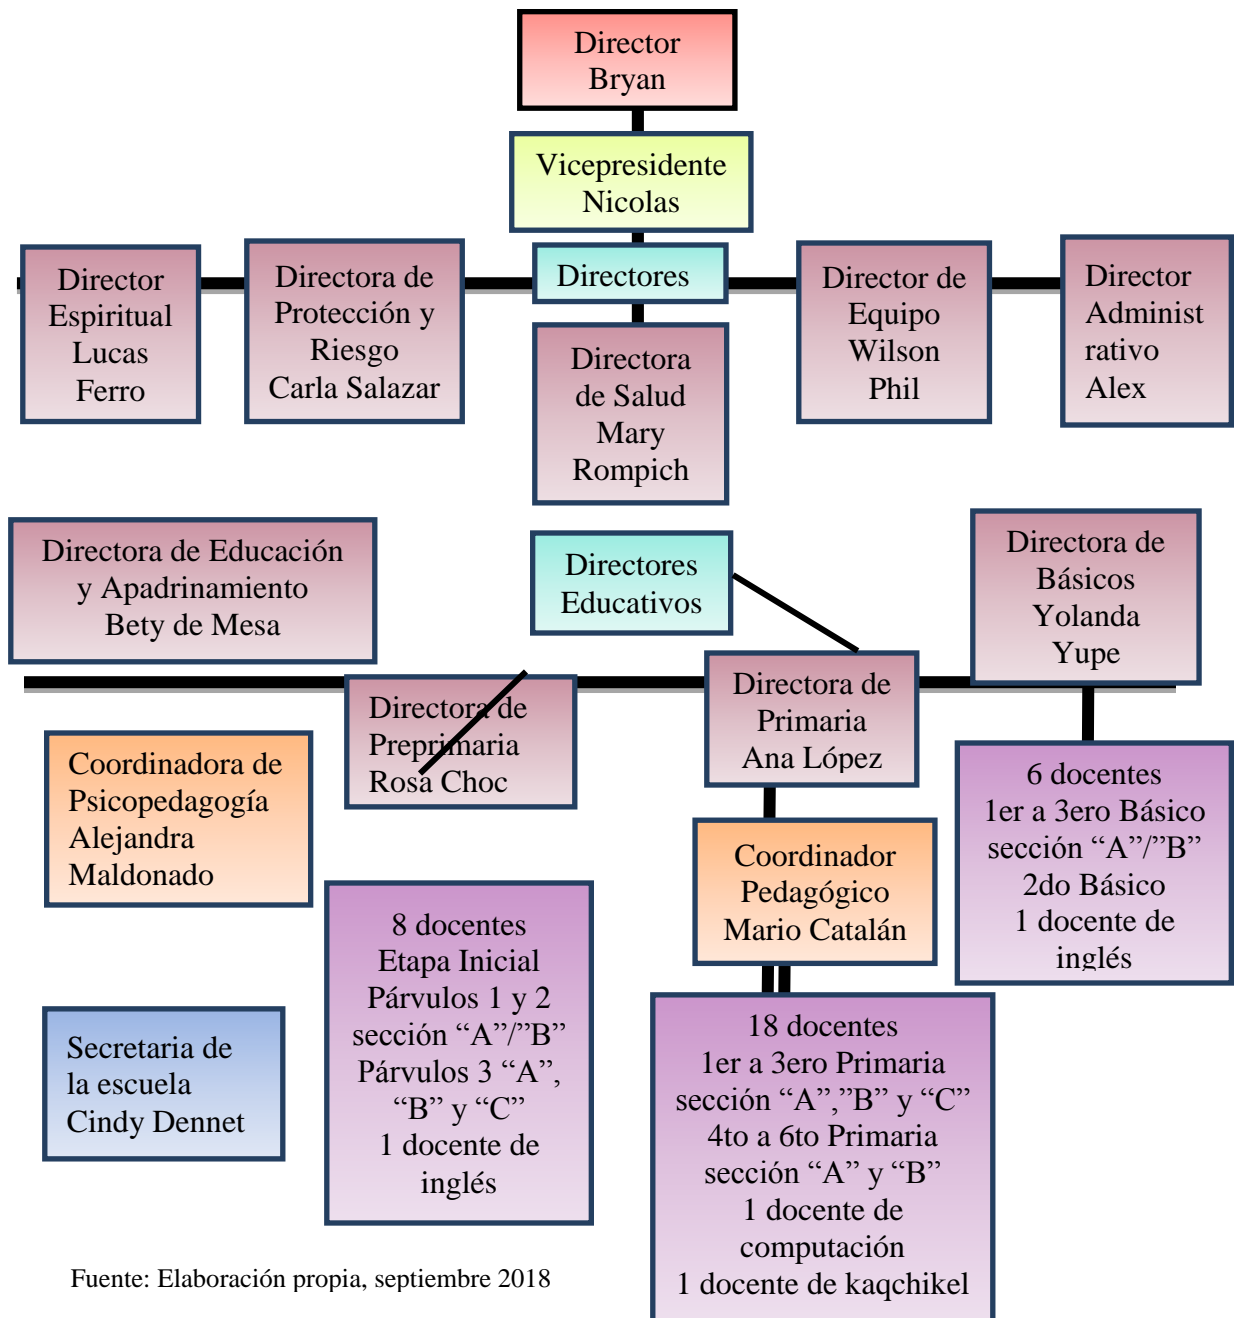 Director
Bryan
Vicepresidente
Nicolas
Director
Espiritual
Lucas
Ferro
Directora de
Protección y
Riesgo
Carla Salazar
Directores
Directora
de Salud
Mary
Rompich
Director de
Equipo
Wilson
Phil
Director
Administ
rativo
Alex
Directora de Educación
y Apadrinamiento
Bety de Mesa
Directores
Educativos
Directora de
Básicos
Yolanda
Yupe
Directora de
Preprimaria
Rosa Choc
Directora de
Primaria
Ana López
Coordinadora de
Psicopedagogía
Alejandra
Maldonado
Coordinador
Pedagógico
Mario Catalán
6 docentes
1er a 3ero Básico
sección “A”/”B”
2do Básico
1 docente de
inglés
8 docentes
Etapa Inicial
Párvulos 1 y 2
sección “A”/”B”
Párvulos 3 “A”,
“B” y “C”
1 docente de
inglés
18 docentes
1er a 3ero Primaria
sección “A”,”B” y “C”
4to a 6to Primaria
sección “A” y “B”
1 docente de
computación
1 docente de kaqchikel
Secretaria de
la escuela
Cindy Dennet
Fuente: Elaboración propia, septiembre 2018